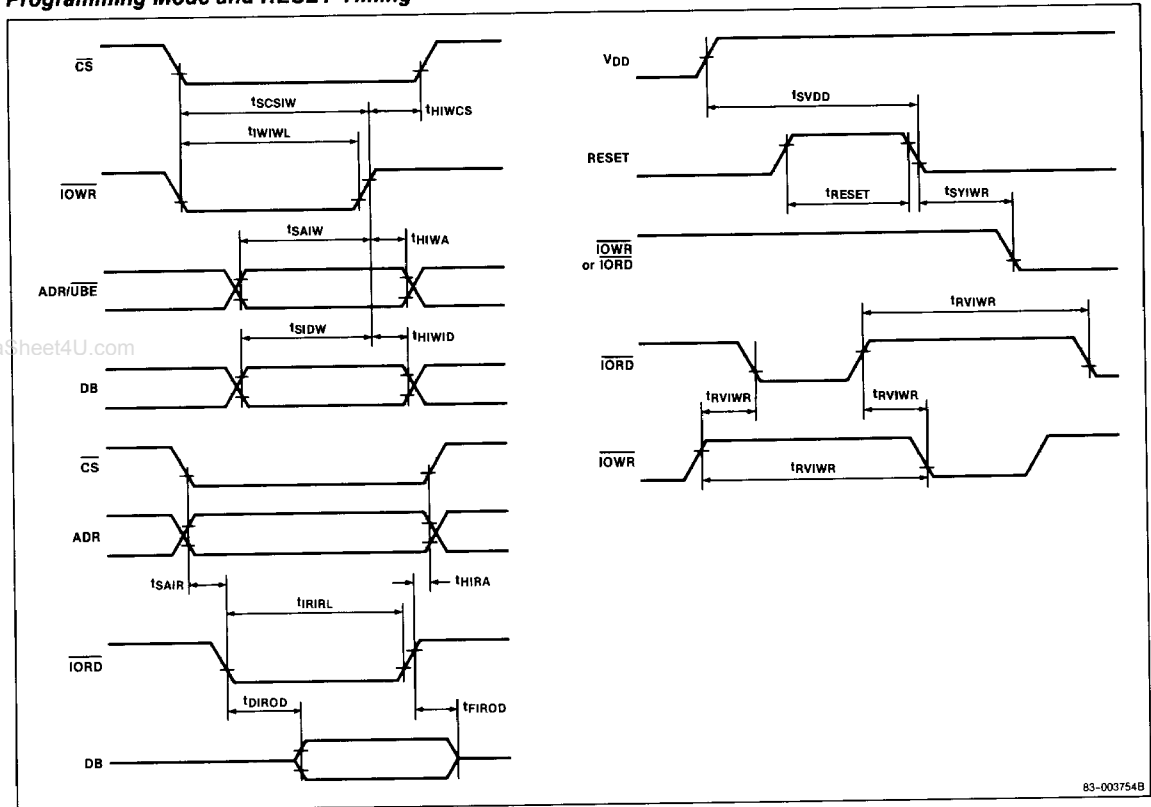 Programming Mode and RESET Timing
CS
tSCSIW
tHIWCS
tIWIWL
IOWR
tSAIW
tHIWA
ADR/UBE
tSIDW
tHIWID
aSheet4U.com
DB
CS
ADR
tSAIR
tHIRA
tIRIRL
IORD
tDIROD
tFIROD
DB
VDD
tSVDD
RESET
tRESET
tSYIWR
IOWR
or IORD
tRVIWR
IORD
tRVIWR
tRVIWR
IOWR
tRVIWR
83-003754B